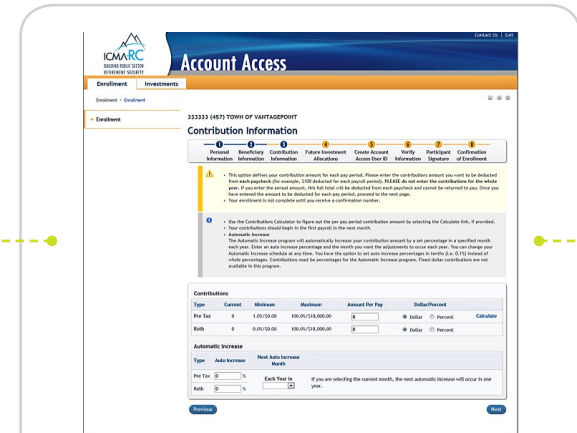 Contact Us | Exit
ICMARC
BUILDING PUBLIC SECTOR
RETIREMENT SECURITY
Account Access
Enrollment Investments
Enrollment › Enrollment
Enrollment
333333 (457) TOWN OF VANTAGEPOINT
Contribution Information
1 2 3 4 5 6 7 8
Personal Beneficiary Contribution Future Investment Create Account Verify Participant Confirmation
Information Information Information Allocations Access User ID Information Signature of Enrollment
• This option defines your contribution amount for each pay period. Please enter the contributions amount you want to be deducted
from each paycheck (for example, $100 deducted for each payroll period). PLEASE do not enter the contributions for the whole
year. If you enter the annual amount, this full total will be deducted from each paycheck and cannot be returned to you. Once you
have entered the amount to be deducted for each pay period, proceed to the next page.
• Your enrollment is not complete until you receive a confirmation number.
• Use the Contributions Calculator to figure out the per pay period contribution amount by selecting the Calculate link, if provided.
• Your contributions should begin in the first payroll in the next month.
• Automatic Increase
The Automatic Increase program will automatically increase your contribution amount by a set percentage in a specified month
each year. Enter an auto increase percentage and the month you want the adjustments to occur each year. You can change your
Automatic Increase schedule at any time. You have the option to set auto increase percentages in tenths (i.e. 0.1%) instead of
whole percentages. Contributions must be percentages for the Automatic Increase program. Fixed dollar contributions are not
available in this program.
Contributions
Type Current Minimum Maximum Amount Per Pay Dollar/Percent
Pre Tax 0 1.0%/$0.00 100.0%/$18,000.00 0 Dollar Percent Calculate
Roth 0 0.0%/$0.00 100.0%/$18,000.00 0 Dollar Percent
Automatic Increase
Type Auto Increase Next Auto Increase
Month
Pre Tax 0 % Each Year in If you are selecting the current month, the next automatic increase will occur in one
year.
Roth 0 %
Previous Next